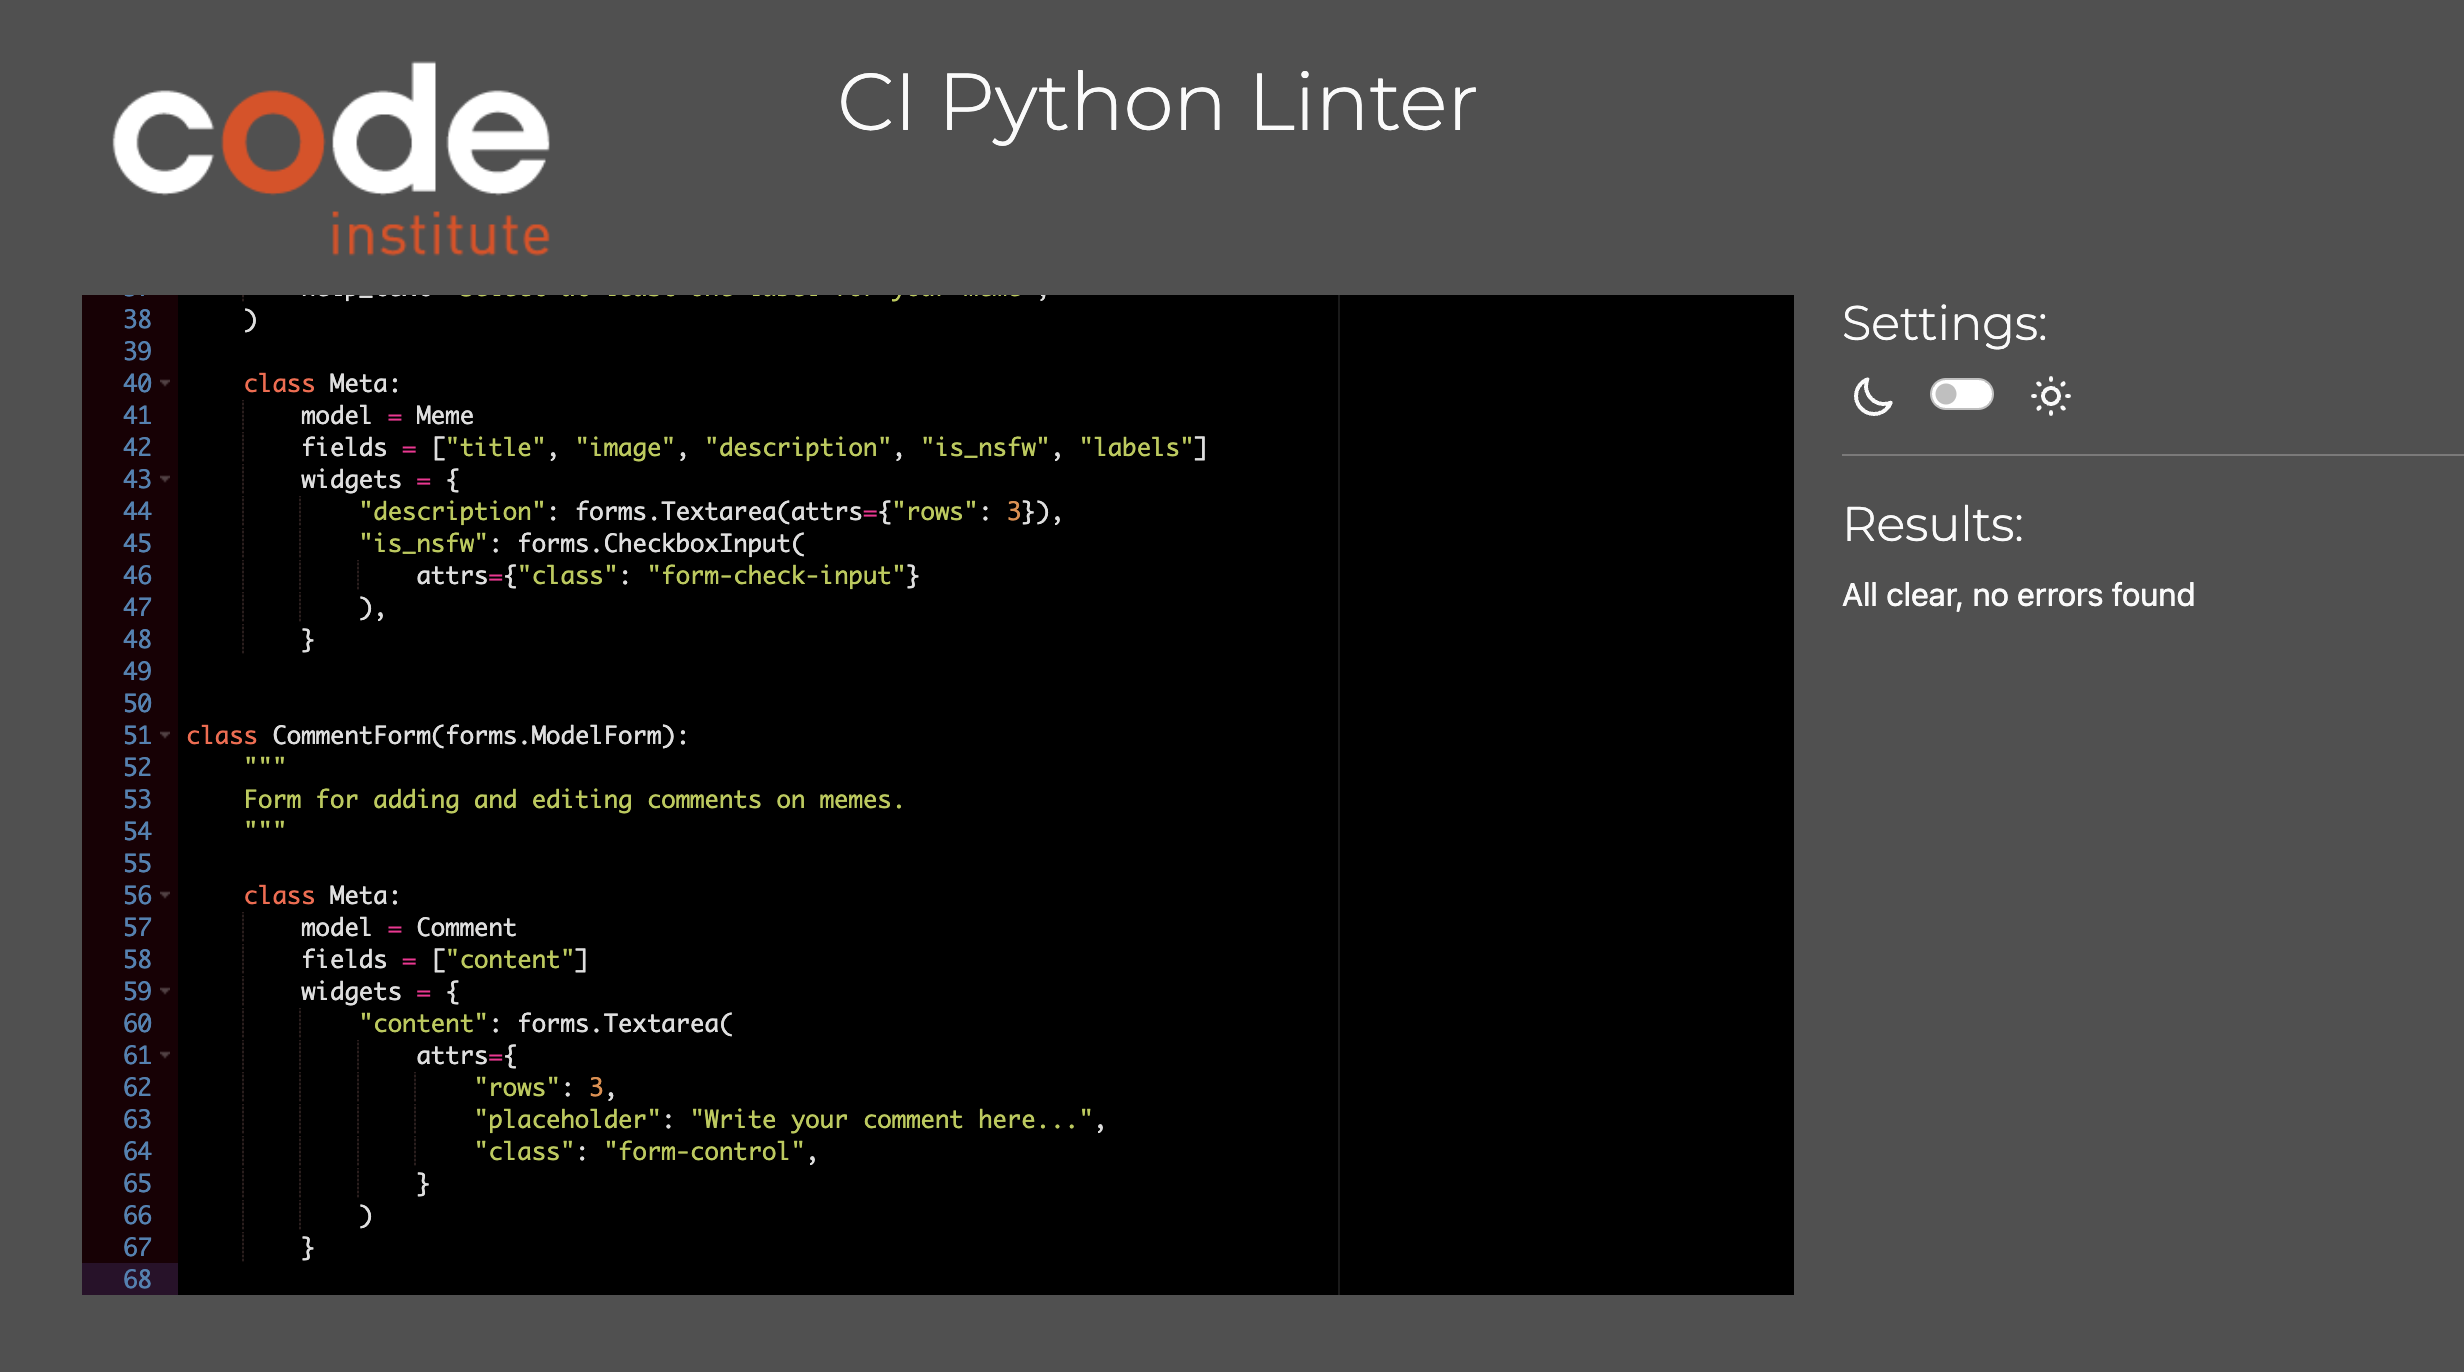 code
institute
CI Python Linter
38 )
39
40 class Meta:
41 model = Meme
42 fields = ["title", "image", "description", "is_nsfw", "labels"]
43 widgets = {
44 "description": forms.Textarea(attrs={"rows": 3}),
45 "is_nsfw": forms.CheckboxInput(
46 attrs={"class": "form-check-input"}
47 ),
48 }
49
50
51 class CommentForm(forms.ModelForm):
52 """
53 Form for adding and editing comments on memes.
54 """
55
56 class Meta:
57 model = Comment
58 fields = ["content"]
59 widgets = {
60 "content": forms.Textarea(
61 attrs={
62 "rows": 3,
63 "placeholder": "Write your comment here...",
64 "class": "form-control",
65 }
66 )
67 }
68
Settings:
Results:
All clear, no errors found